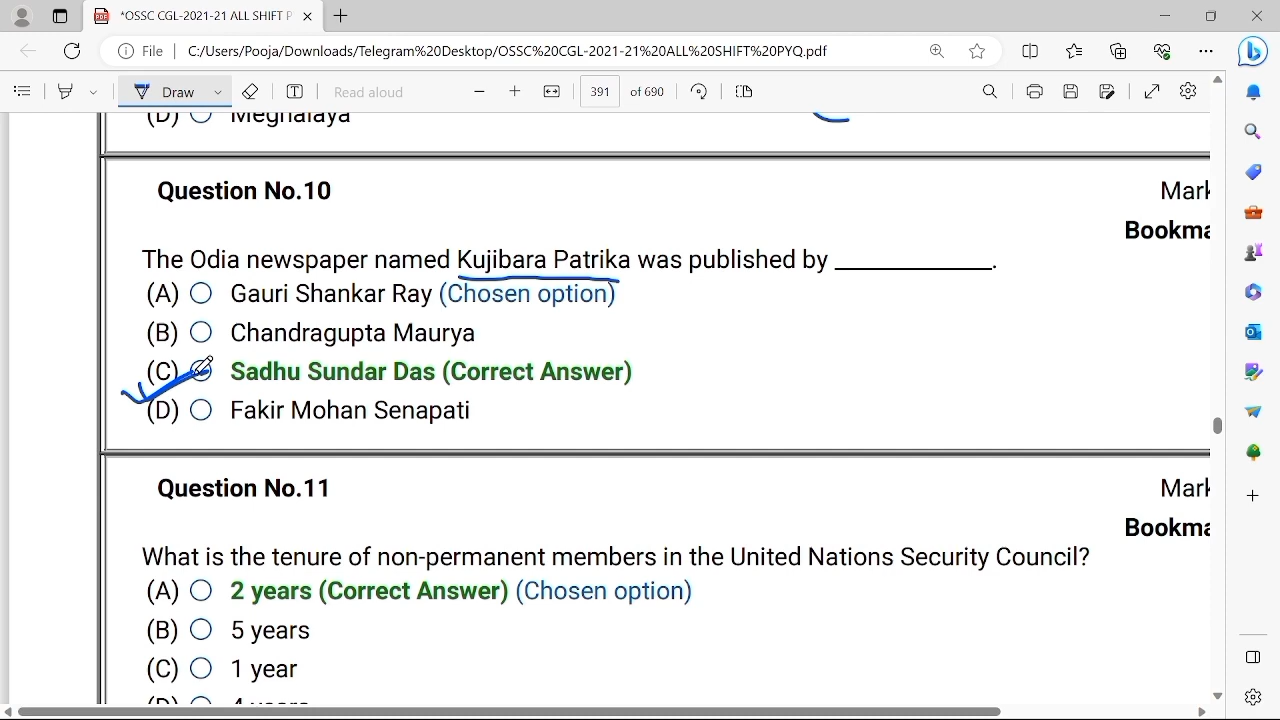 *OSSC CGL-2021-21 ALL SHIFT P
File
C:/Users/Pooja/Downloads/Telegram%20Desktop/OSSC%20CGL-2021-21%20ALL%20SHIFT%20PYQ.pdf
Draw
Read aloud
391
of 690
(D) Meghalaya
Question No.10
Mark
Bookma
The Odia newspaper named Kujibara Patrika was published by ____________.
(A) Gauri Shankar Ray (Chosen option)
(B) Chandragupta Maurya
(C) Sadhu Sundar Das (Correct Answer)
(D) Fakir Mohan Senapati
Question No.11
Mark
Bookma
What is the tenure of non-permanent members in the United Nations Security Council?
(A) 2 years (Correct Answer) (Chosen option)
(B) 5 years
(C) 1 year
(D) 4 years